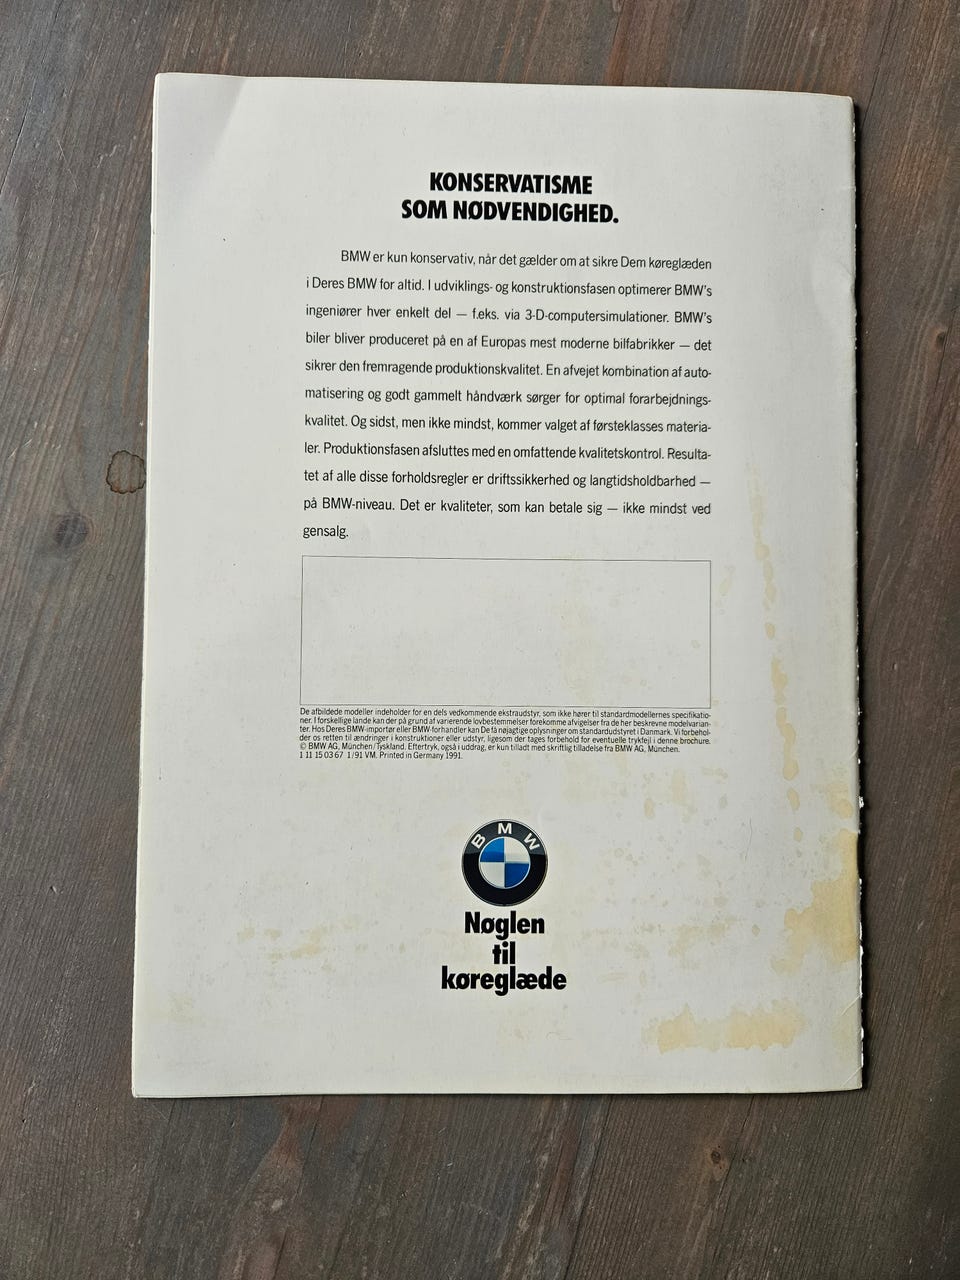 KONSERVATISME
SOM NØDVENDIGHED.
BMW er kun konservativ, når det gælder om at sikre Dem køreglæden
i Deres BMW for altid. I udviklings- og konstruktionsfasen optimerer BMW's
ingeniører hver enkelt del — f.eks. via 3-D-computersimulationer. BMW's
biler bliver produceret på en af Europas mest moderne bilfabrikker — det
sikrer den fremragende produktionskvalitet. En afvejet kombination af auto-
matisering og godt gammelt håndværk sørger for optimal forarbejdnings-
kvalitet. Og sidst, men ikke mindst, kommer valget af førsteklasses materia-
ler. Produktionsfasen afsluttes med en omfattende kvalitetskontrol. Resulta-
tet af alle disse forholdsregler er driftssikkerhed og langtidsholdbarhed —
på BMW-niveau. Det er kvaliteter, som kan betale sig — ikke mindst ved
gensalg.
De afbildede modeller indeholder for en dels vedkommende ekstraudstyr, som ikke hører til standardmodellernes specifikatio-
ner. I forskellige lande kan der på grund af varierende lovbestemmelser forekomme afvigelser fra de her beskrevne modelvarian-
ter. Hos Deres BMW-importør eller BMW-forhandler kan De få nøjagtige oplysninger om standardudstyret i Danmark. Vi forbehol-
der os retten til ændringer i konstruktioner eller udstyr, ligesom der tages forbehold for eventuelle trykfejl i denne brochure.
© BMW AG, München/Tyskland. Eftertryk, også i uddrag, er kun tilladt med skriftlig tilladelse fra BMW AG, München.
1 11 15 03 67 1/91 VM. Printed in Germany 1991.
BMW
Nøglen
til
køreglæde